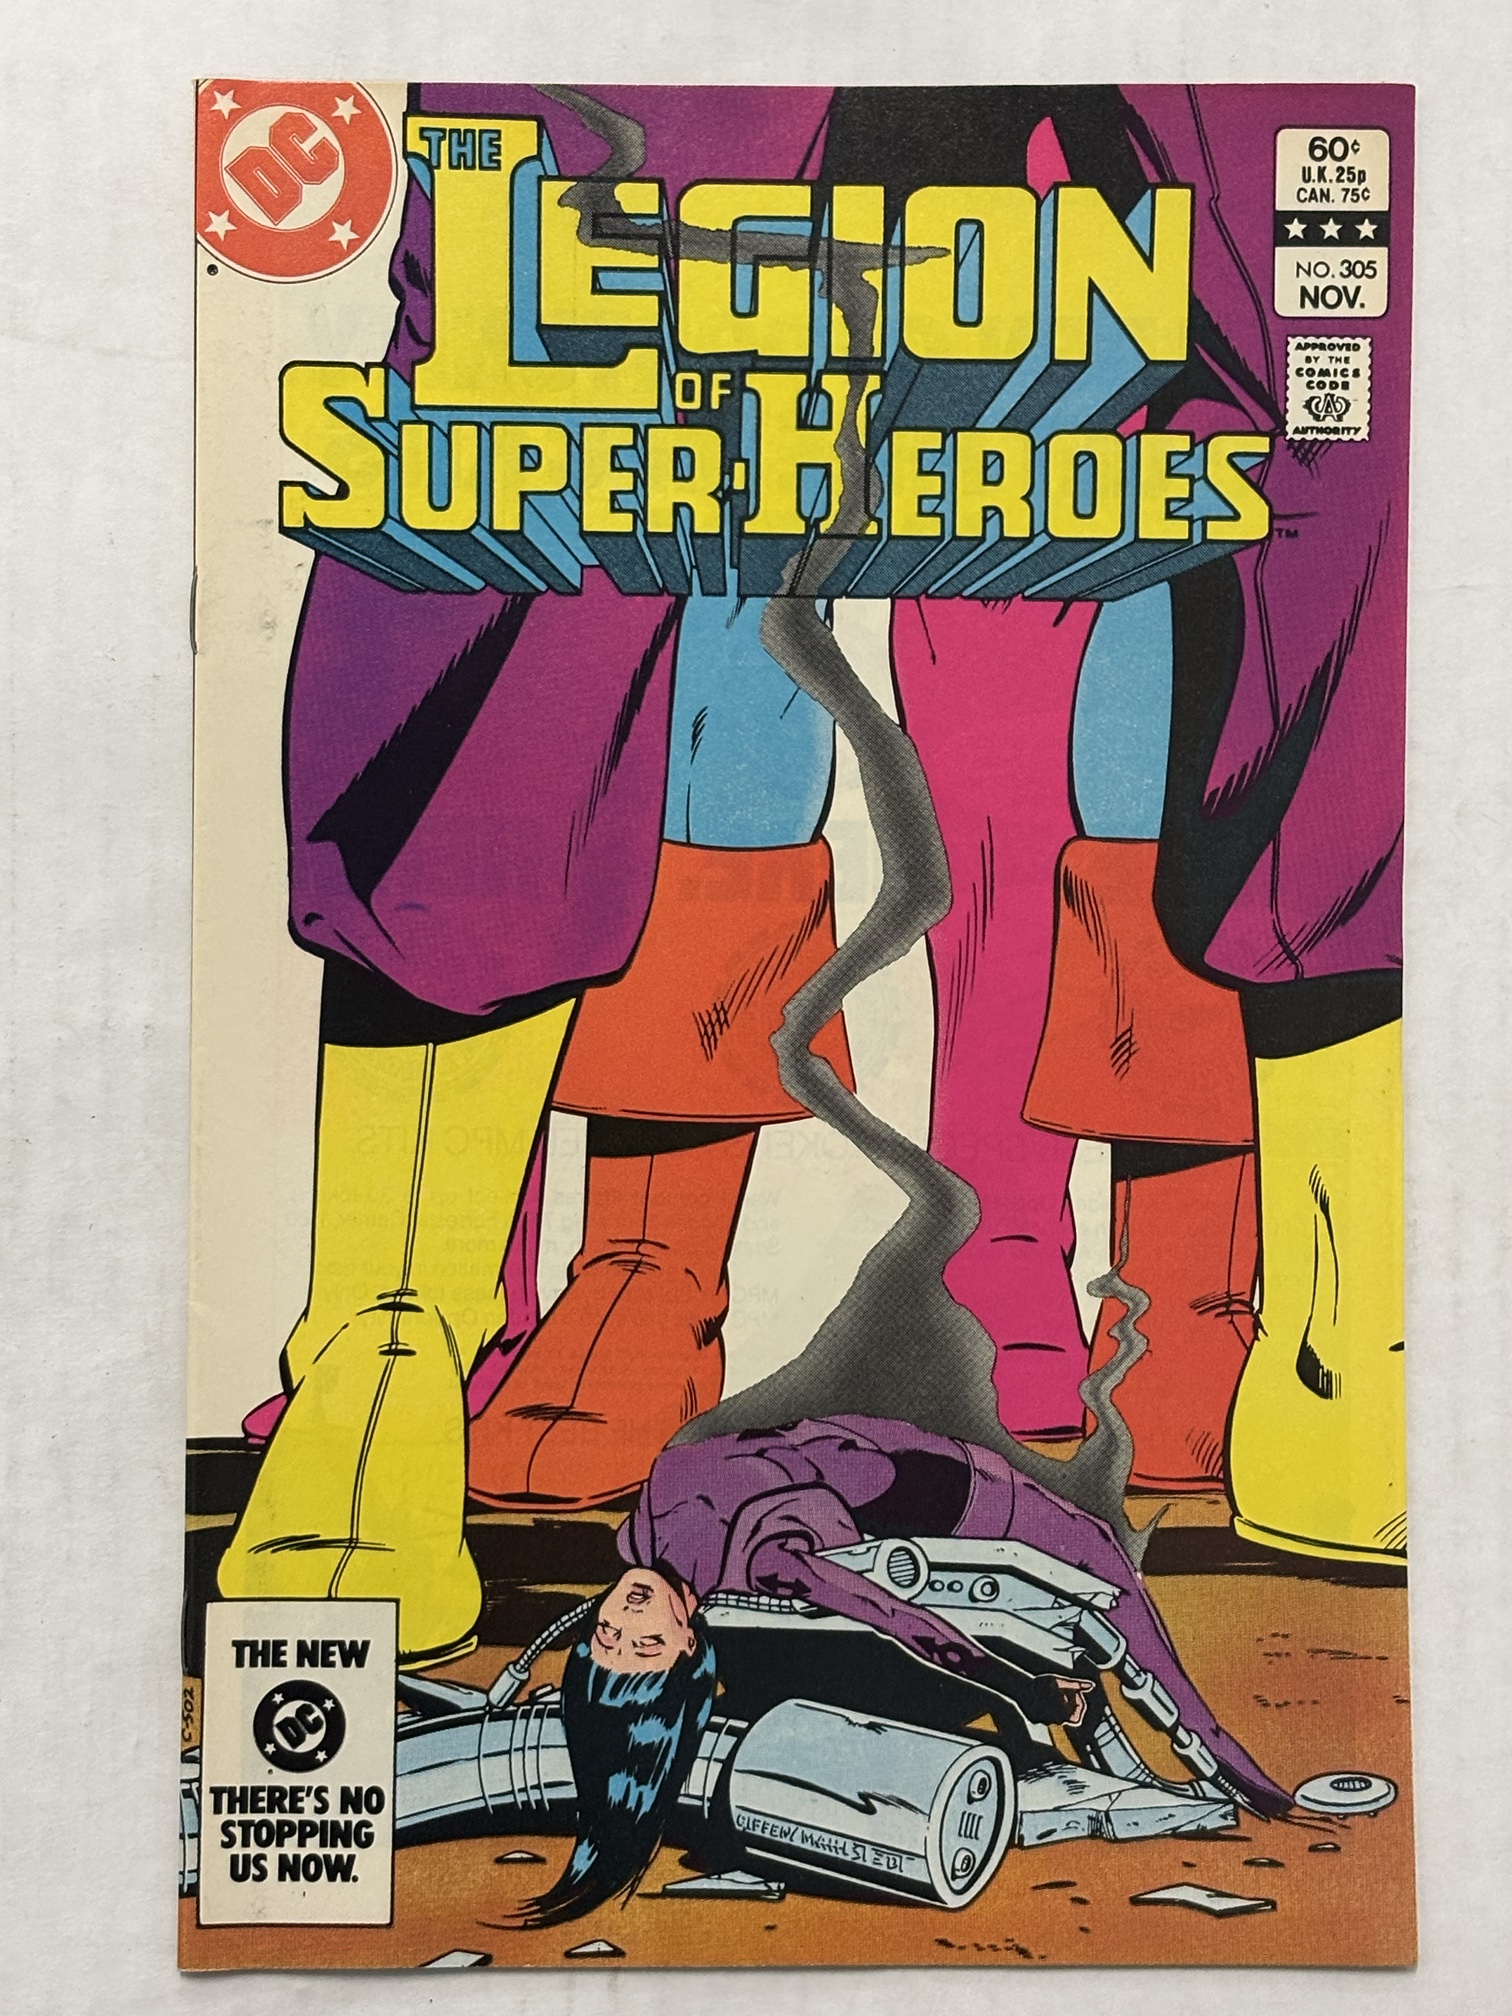 DC
THE
LEGION
OF
SUPER-HEROES
TM
60¢
U.K. 25p
CAN. 75¢
NO. 305
NOV.
APPROVED
BY THE
COMICS
CODE
CA
AUTHORITY
GIFFEN/MAHLSTEDT
C-502
THE NEW
DC
THERE'S NO
STOPPING
US NOW.